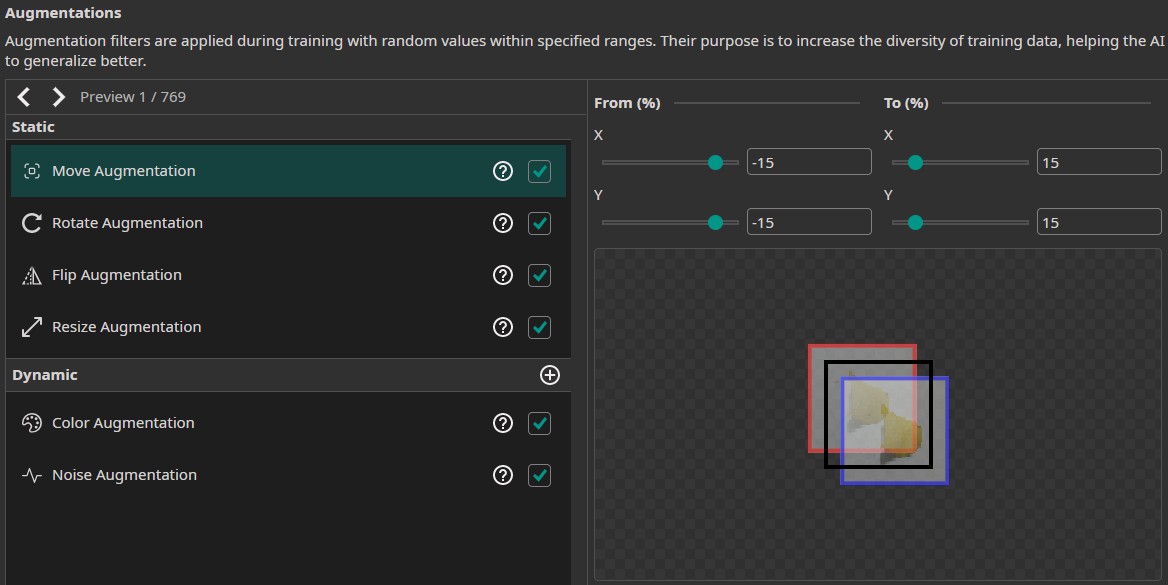 Augmentations
Augmentation filters are applied during training with random values within specified ranges. Their purpose is to increase the diversity of training data, helping the AI
to generalize better.
Preview 1 / 769
Static
Move Augmentation
Rotate Augmentation
Flip Augmentation
Resize Augmentation
Dynamic
Color Augmentation
Noise Augmentation
From (%)
To (%)
X
X
-15
15
Y
Y
-15
15